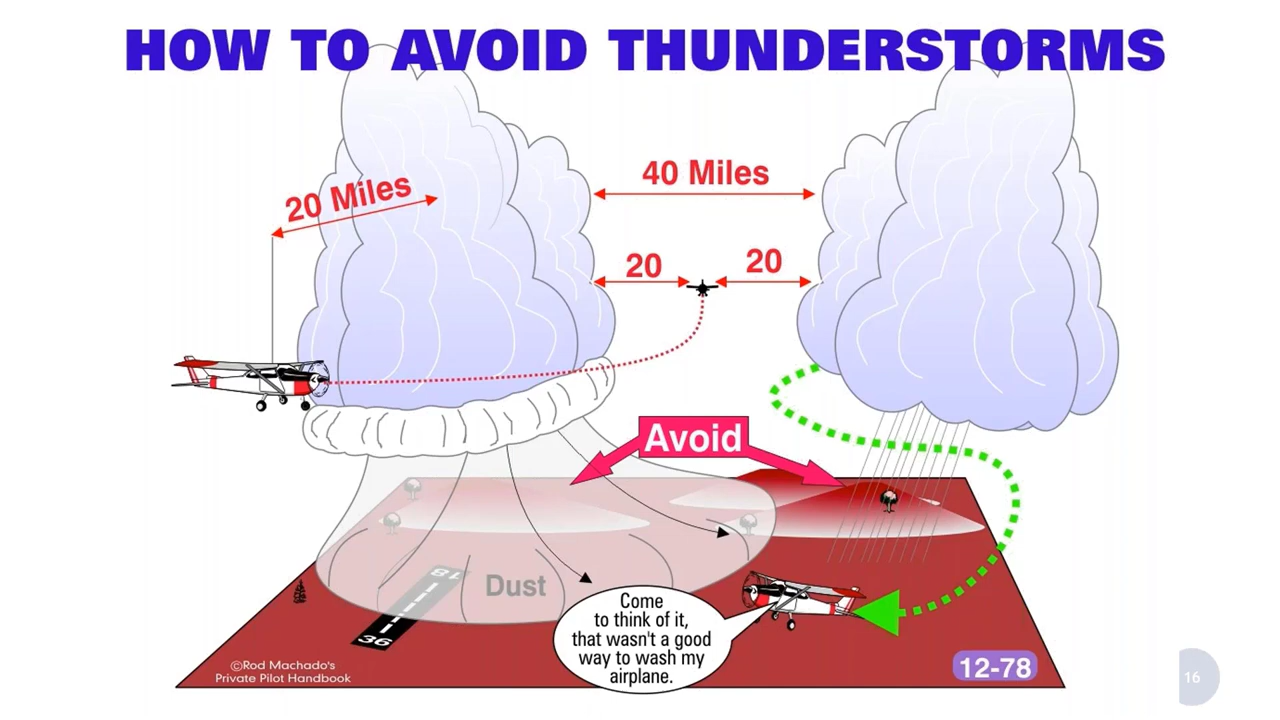 HOW TO AVOID THUNDERSTORMS
20 Miles
40 Miles
20
20
Avoid
Dust
18
36
Come
to think of it,
that wasn't a good
way to wash my
airplane.
©Rod Machado's
Private Pilot Handbook
12-78
16